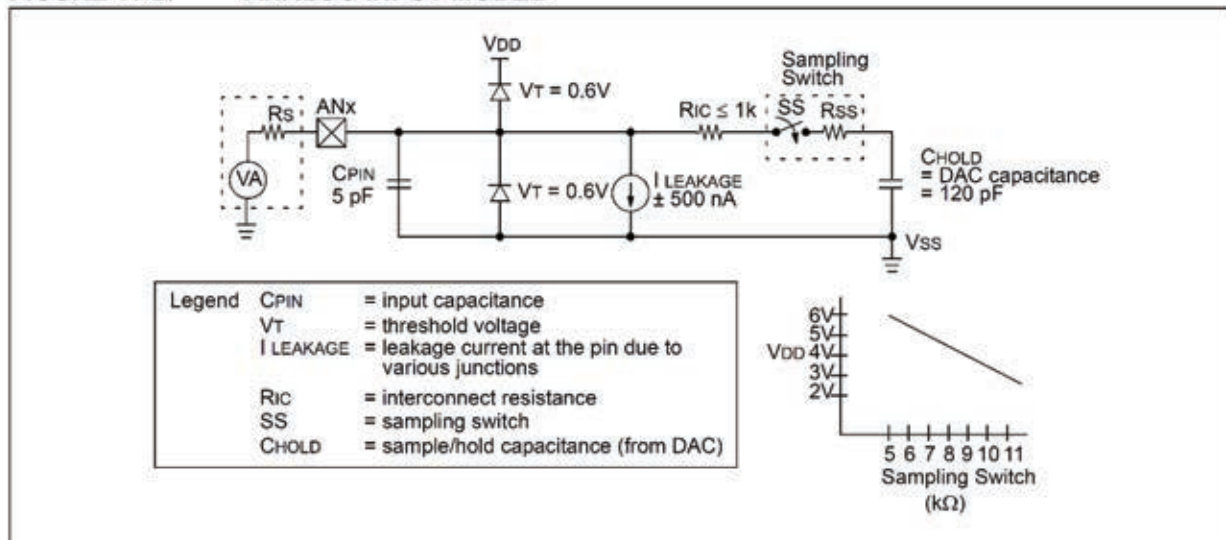 VDD
Sampling
Switch
VT = 0.6V
RS
ANx
RIC ≤ 1k
SS
RSS
VA
CPIN
5 pF
VT = 0.6V
I LEAKAGE
± 500 nA
CHOLD
= DAC capacitance
= 120 pF
VSS
Legend CPIN = input capacitance
VT = threshold voltage
I LEAKAGE = leakage current at the pin due to
various junctions
RIC = interconnect resistance
SS = sampling switch
CHOLD = sample/hold capacitance (from DAC)
6V
5V
VDD 4V
3V
2V
5 6 7 8 9 10 11
Sampling Switch
(kΩ)